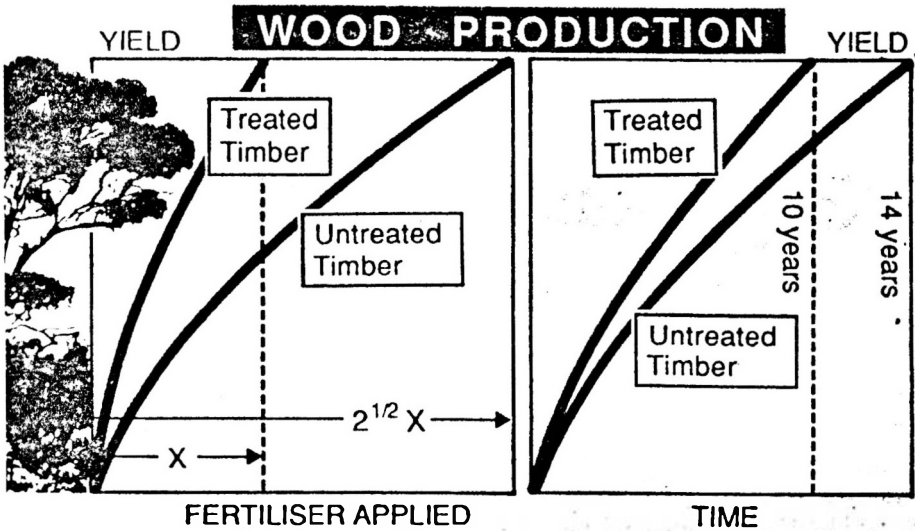 WOOD PRODUCTION
YIELD
YIELD
Treated
Timber
Untreated
Timber
2^1/2 X
X
FERTILISER APPLIED
Treated
Timber
Untreated
Timber
10 years
14 years
TIME